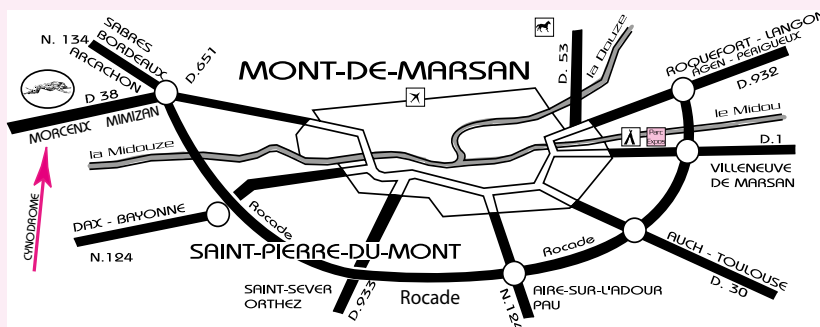 SABRES
BORDEAUX
ARCACHON
N. 134
D.651
D 38
MORCENX MIMIZAN
CYNODROME
MONT-DE-MARSAN
D. 53
la Douze
ROQUEFORT - LANGON
AGEN - PERIGUEUX
D.932
le Midou
Parc
Expos
D.1
VILLENEUVE
DE MARSAN
la Midouze
DAX - BAYONNE
N.124
Rocade
SAINT-PIERRE-DU-MONT
Rocade
AUCH - TOULOUSE
D. 30
SAINT-SEVER
ORTHEZ
D.933
Rocade
N.124
AIRE-SUR-L'ADOUR
PAU